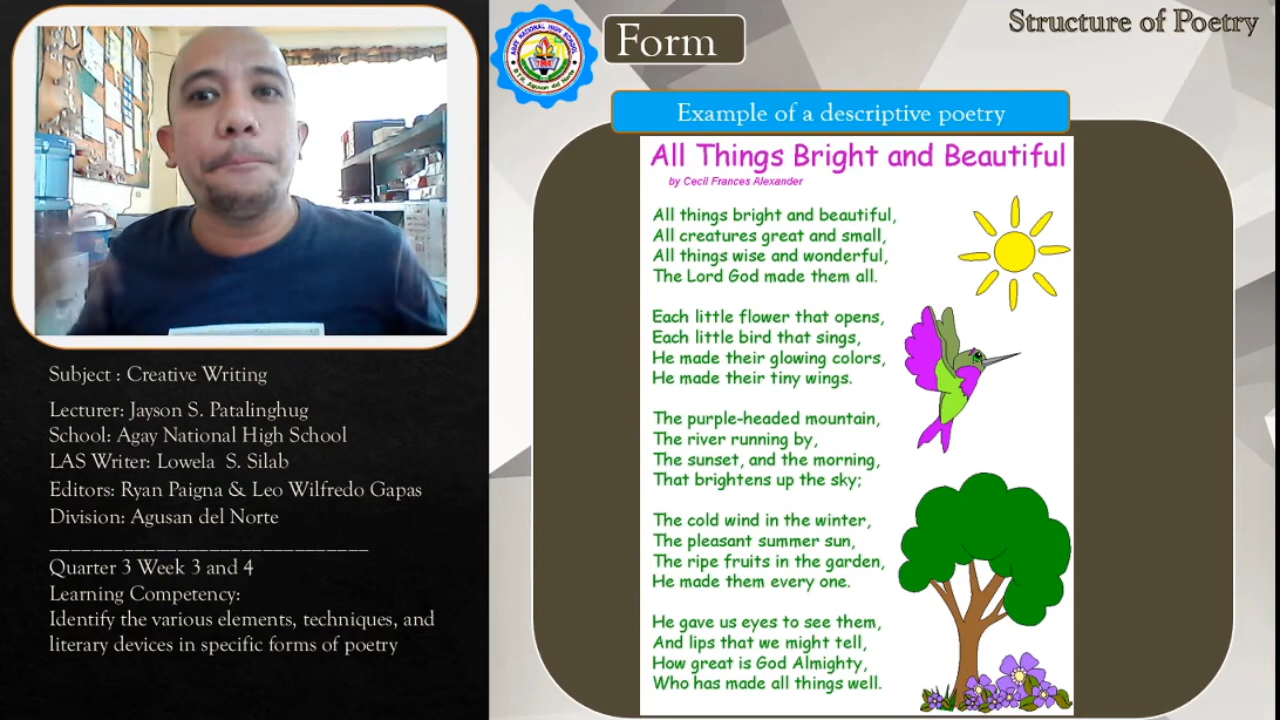 Subject : Creative Writing
Lecturer: Jayson S. Patalinghug
School: Agay National High School
LAS Writer: Lowela S. Silab
Editors: Ryan Paigna & Leo Wilfredo Gapas
Division: Agusan del Norte
______________________________
Quarter 3 Week 3 and 4
Learning Competency:
Identify the various elements, techniques, and
literary devices in specific forms of poetry
AGAY NATIONAL HIGH SCHOOL
Agusan del Norte
Form
Structure of Poetry
Example of a descriptive poetry
All Things Bright and Beautiful
by Cecil Frances Alexander
All things bright and beautiful,
All creatures great and small,
All things wise and wonderful,
The Lord God made them all.
Each little flower that opens,
Each little bird that sings,
He made their glowing colors,
He made their tiny wings.
The purple-headed mountain,
The river running by,
The sunset, and the morning,
That brightens up the sky;
The cold wind in the winter,
The pleasant summer sun,
The ripe fruits in the garden,
He made them every one.
He gave us eyes to see them,
And lips that we might tell,
How great is God Almighty,
Who has made all things well.